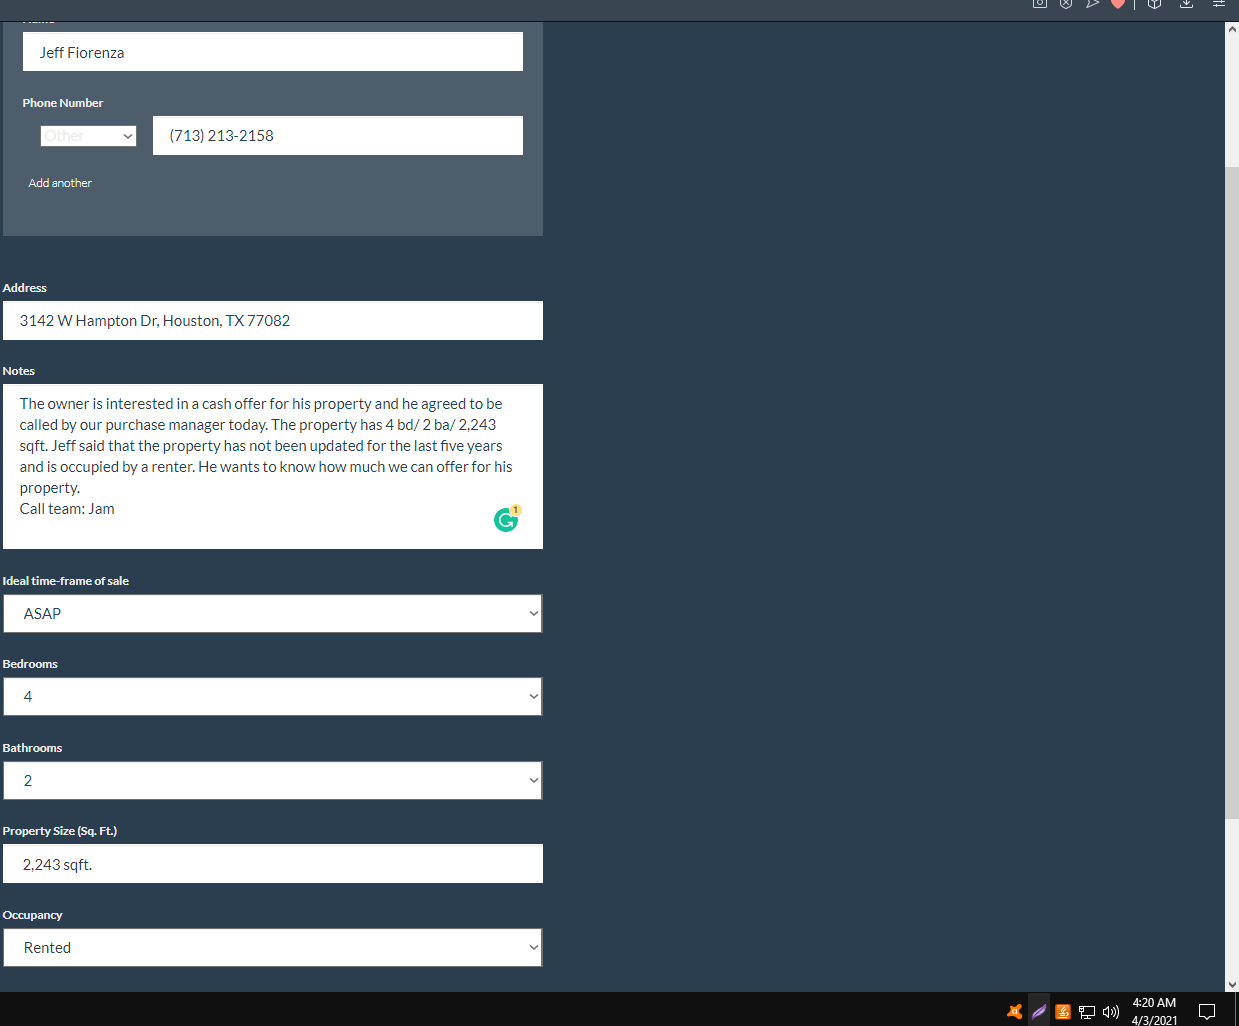 Jeff Fiorenza
Phone Number
Other
(713) 213-2158
Add another
Address
3142 W Hampton Dr, Houston, TX 77082
Notes
The owner is interested in a cash offer for his property and he agreed to be
called by our purchase manager today. The property has 4 bd/ 2 ba/ 2,243
sqft. Jeff said that the property has not been updated for the last five years
and is occupied by a renter. He wants to know how much we can offer for his
property.
Call team: Jam
1
Ideal time-frame of sale
ASAP
Bedrooms
4
Bathrooms
2
Property Size (Sq. Ft.)
2,243 sqft.
Occupancy
Rented
4:20 AM
4/3/2021